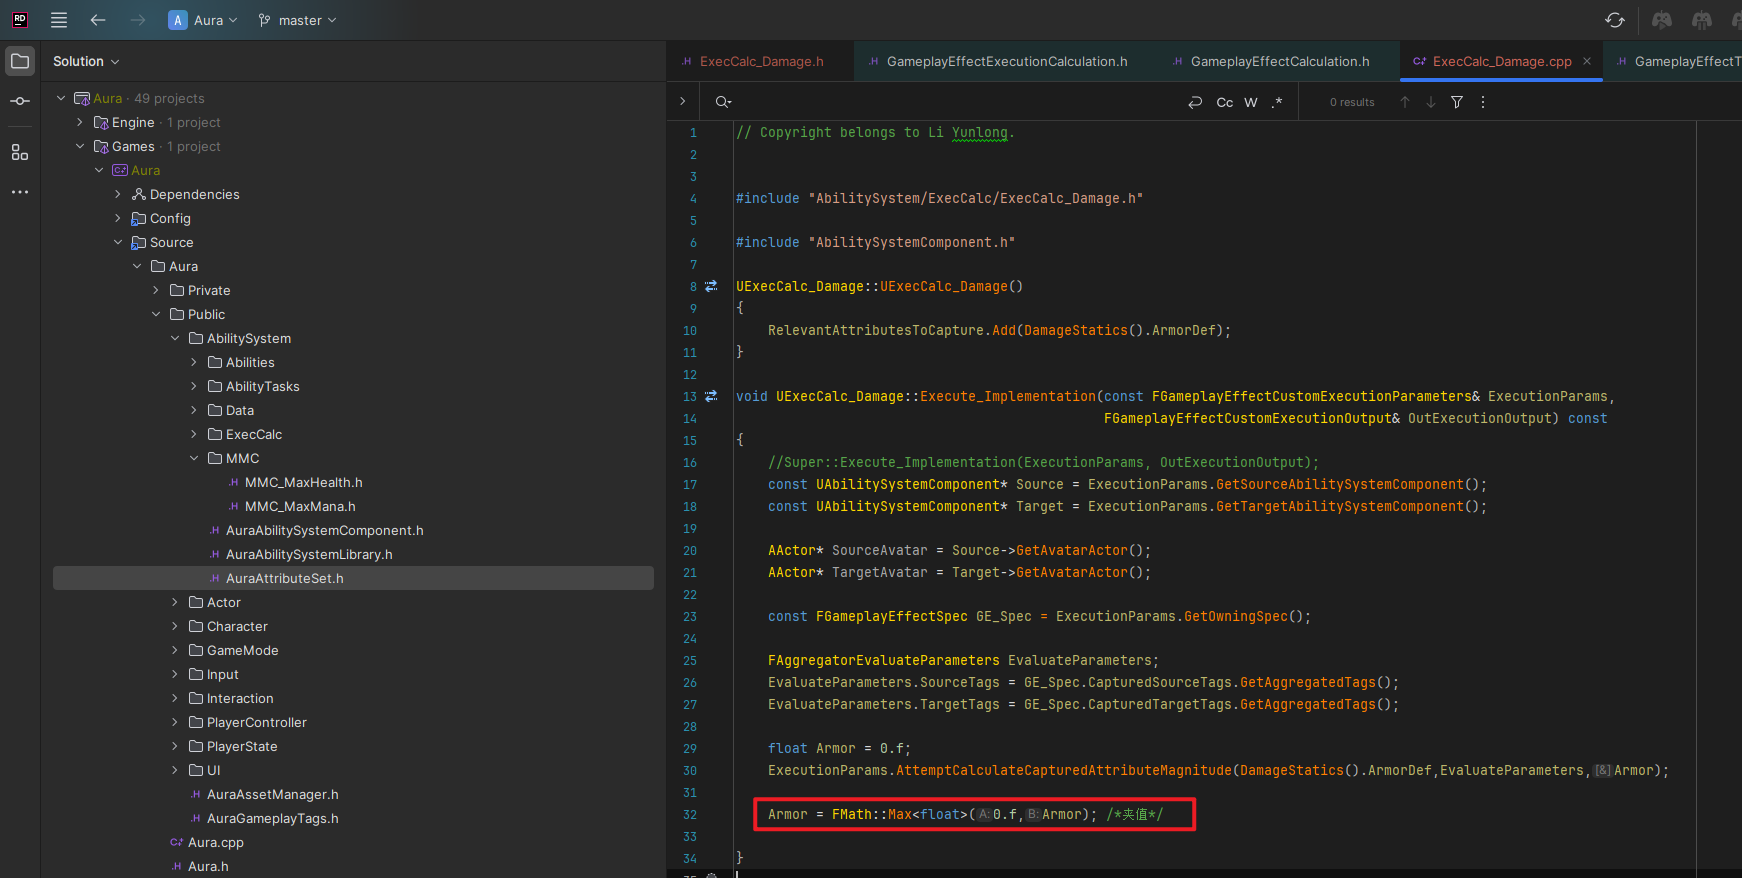 RD
A Aura master
Solution
ExecCalc_Damage.h GameplayEffectExecutionCalculation.h GameplayEffectCalculation.h ExecCalc_Damage.cpp GameplayEffectT
Cc W .* 0 results
Aura · 49 projects
Engine · 1 project
Games · 1 project
Aura
Dependencies
Config
Source
Aura
Private
Public
AbilitySystem
Abilities
AbilityTasks
Data
ExecCalc
MMC
MMC_MaxHealth.h
MMC_MaxMana.h
AuraAbilitySystemComponent.h
AuraAbilitySystemLibrary.h
AuraAttributeSet.h
Actor
Character
GameMode
Input
Interaction
PlayerController
PlayerState
UI
AuraAssetManager.h
AuraGameplayTags.h
Aura.cpp
Aura.h
1 // Copyright belongs to Li Yunlong.
2
3
4 #include "AbilitySystem/ExecCalc/ExecCalc_Damage.h"
5
6 #include "AbilitySystemComponent.h"
7
8 UExecCalc_Damage::UExecCalc_Damage()
9 {
10 RelevantAttributesToCapture.Add(DamageStatics().ArmorDef);
11 }
12
13 void UExecCalc_Damage::Execute_Implementation(const FGameplayEffectCustomExecutionParameters& ExecutionParams,
14 FGameplayEffectCustomExecutionOutput& OutExecutionOutput) const
15 {
16 //Super::Execute_Implementation(ExecutionParams, OutExecutionOutput);
17 const UAbilitySystemComponent* Source = ExecutionParams.GetSourceAbilitySystemComponent();
18 const UAbilitySystemComponent* Target = ExecutionParams.GetTargetAbilitySystemComponent();
19
20 AActor* SourceAvatar = Source->GetAvatarActor();
21 AActor* TargetAvatar = Target->GetAvatarActor();
22
23 const FGameplayEffectSpec GE_Spec = ExecutionParams.GetOwningSpec();
24
25 FAggregatorEvaluateParameters EvaluateParameters;
26 EvaluateParameters.SourceTags = GE_Spec.CapturedSourceTags.GetAggregatedTags();
27 EvaluateParameters.TargetTags = GE_Spec.CapturedTargetTags.GetAggregatedTags();
28
29 float Armor = 0.f;
30 ExecutionParams.AttemptCalculateCapturedAttributeMagnitude(DamageStatics().ArmorDef,EvaluateParameters,[&]Armor);
31
32 Armor = FMath::Max<float>(A:0.f,B:Armor); /*夹值*/
33
34 }
35